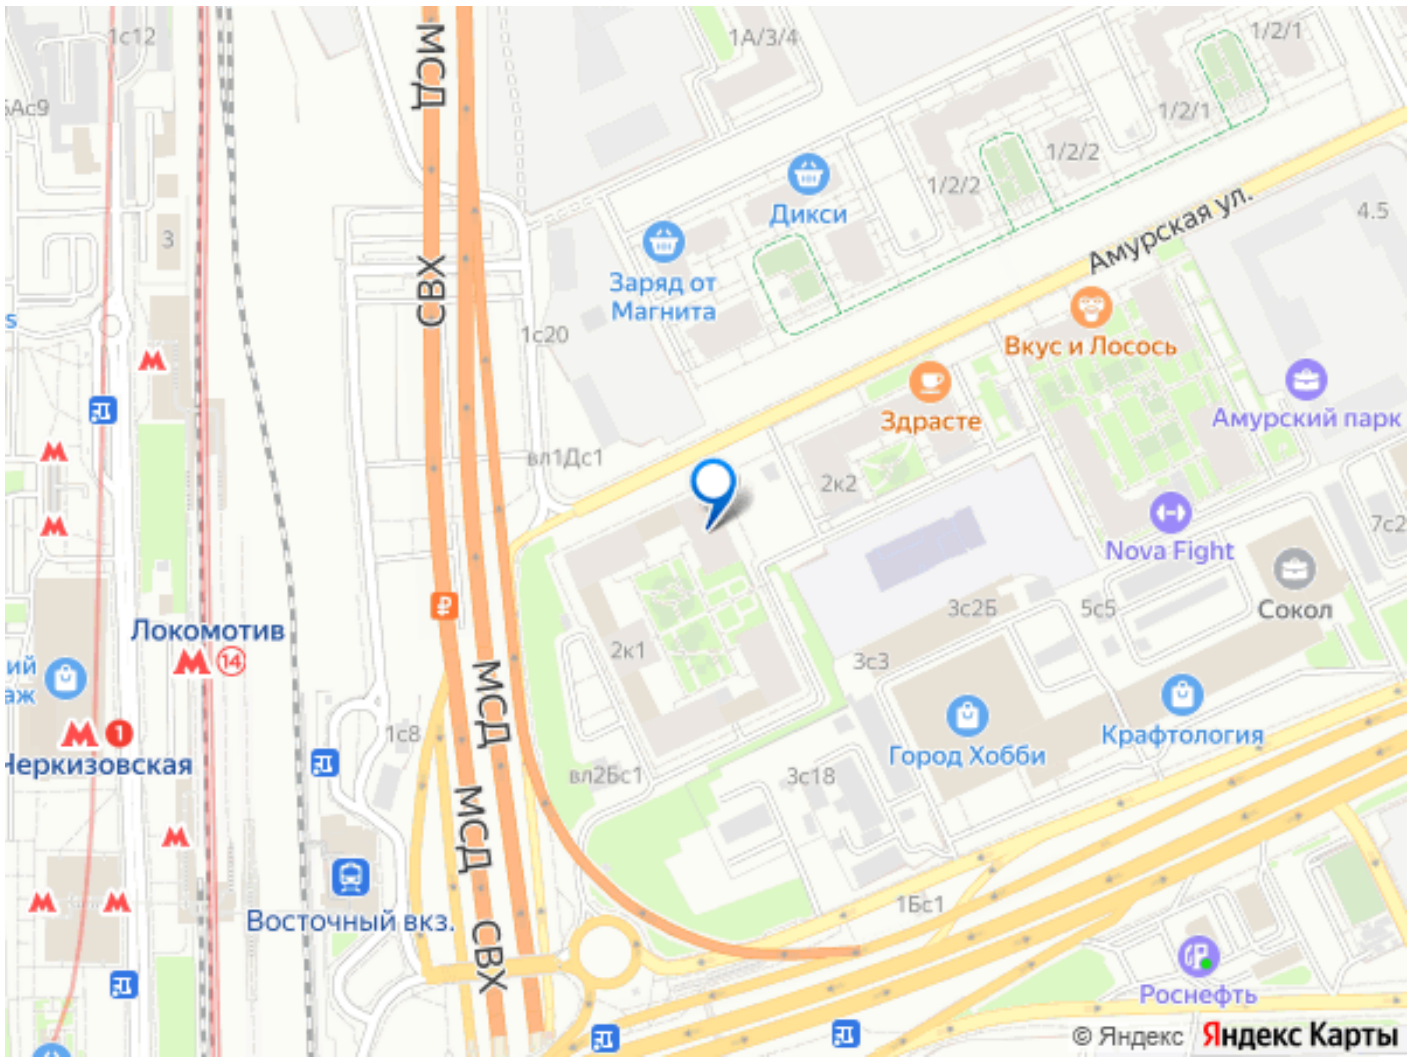 1с12
МСД
1А/3/4
1/2/1
6Ас9
1/2/1
1/2/2
Дикси
1/2/2
4.5
3
Амурская ул.
СВХ
Заряд от
Магнита
s
1с20
Вкус и Лосось
Здрасте
Амурский парк
вл1Дс1
2к2
7с2
Nova Fight
3с2Б
5с5
Сокол
Локомотив
14
2к1
3с3
ий
аж
МСД
1
Черкизовская
1с8
Город Хобби
Крафтология
вл2Бс1
3с18
МСД
Восточный вкз.
СВХ
1Бс1
Роснефть
© Яндекс
Яндекс Карты